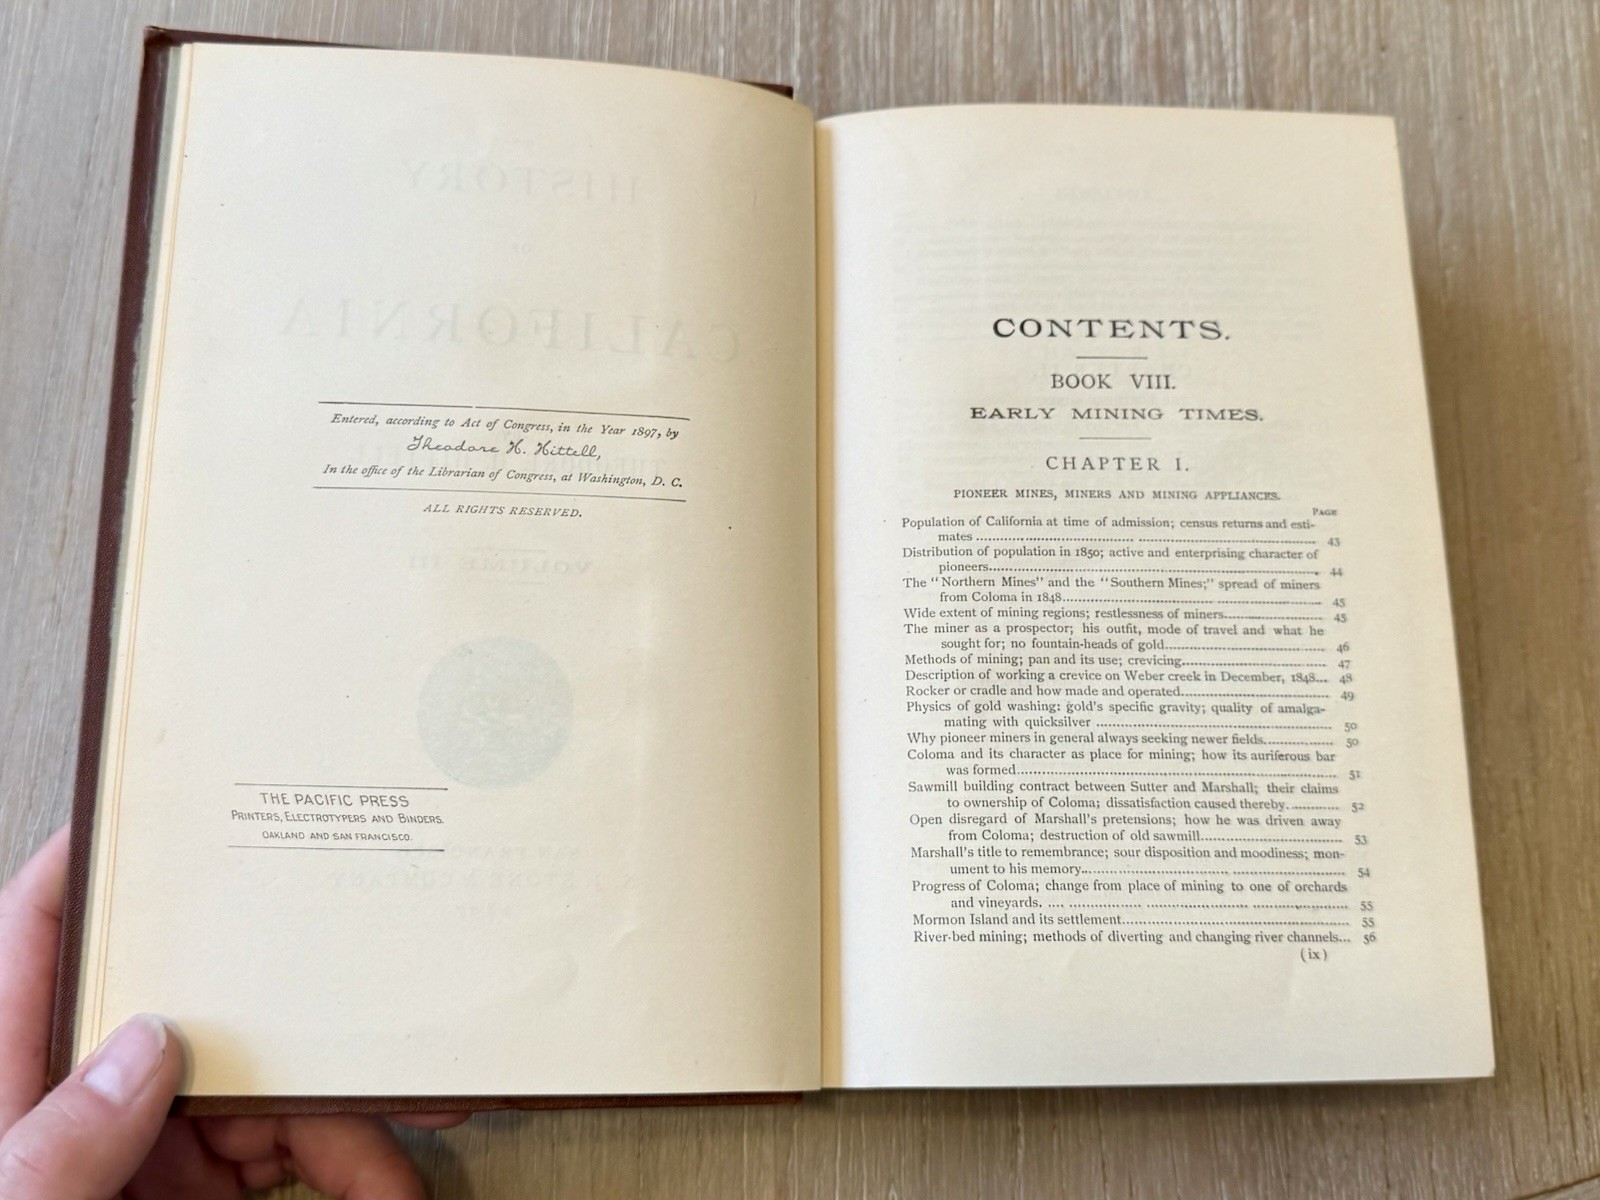 Entered, according to Act of Congress, in the Year 1897, by
Theodore H. Hittell,
In the office of the Librarian of Congress, at Washington, D. C.
ALL RIGHTS RESERVED.
THE PACIFIC PRESS
PRINTERS, ELECTROTYPERS AND BINDERS.
OAKLAND AND SAN FRANCISCO.
CONTENTS.
BOOK VIII.
EARLY MINING TIMES.
CHAPTER I.
PIONEER MINES, MINERS AND MINING APPLIANCES.
PAGE
Population of California at time of admission; census returns and esti-
mates .......... 43
Distribution of population in 1850; active and enterprising character of
pioneers.......... 44
The "Northern Mines" and the "Southern Mines;" spread of miners
from Coloma in 1848.......... 45
Wide extent of mining regions; restlessness of miners.......... 45
The miner as a prospector; his outfit, mode of travel and what he
sought for; no fountain-heads of gold.......... 46
Methods of mining; pan and its use; crevicing.......... 47
Description of working a crevice on Weber creek in December, 1848... 48
Rocker or cradle and how made and operated.......... 49
Physics of gold washing: gold's specific gravity; quality of amalga-
mating with quicksilver .......... 50
Why pioneer miners in general always seeking newer fields.......... 50
Coloma and its character as place for mining; how its auriferous bar
was formed.......... 51
Sawmill building contract between Sutter and Marshall; their claims
to ownership of Coloma; dissatisfaction caused thereby.......... 52
Open disregard of Marshall's pretensions; how he was driven away
from Coloma; destruction of old sawmill.......... 53
Marshall's title to remembrance; sour disposition and moodiness; mon-
ument to his memory.......... 54
Progress of Coloma; change from place of mining to one of orchards
and vineyards. .......... 55
Mormon Island and its settlement.......... 55
River-bed mining; methods of diverting and changing river channels... 56
(ix)